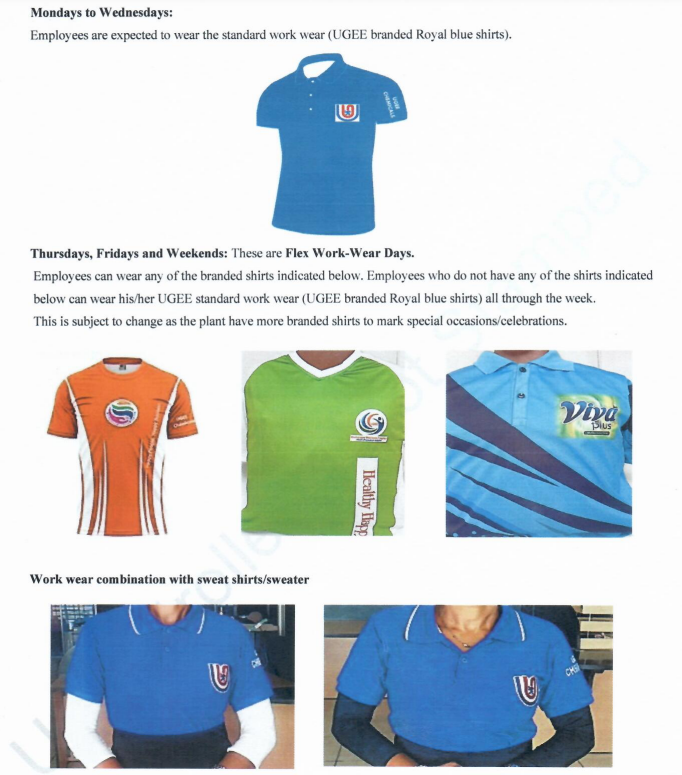 Mondays to Wednesdays:
Employees are expected to wear the standard work wear (UGEE branded Royal blue shirts).
UGEE
CHEMICALS
Thursdays, Fridays and Weekends: These are Flex Work-Wear Days.
Employees can wear any of the branded shirts indicated below. Employees who do not have any of the shirts indicated
below can wear his/her UGEE standard work wear (UGEE branded Royal blue shirts) all through the week.
This is subject to change as the plant have more branded shirts to mark special occasions/celebrations.
Healthy Happ
Viva
plus
Work wear combination with sweat shirts/sweater